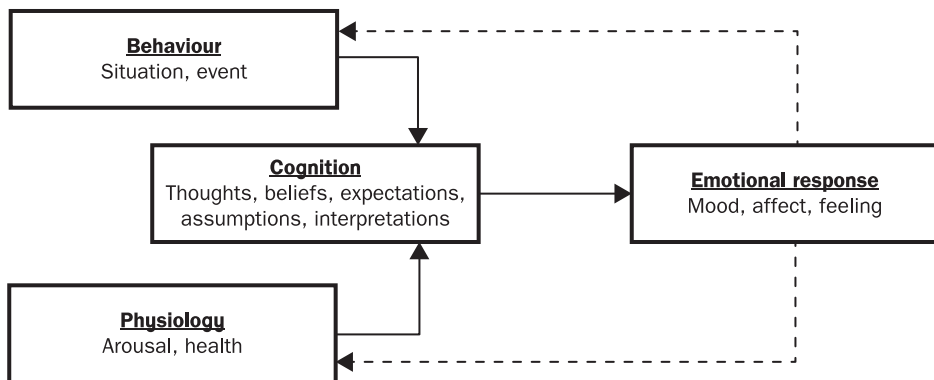 Behaviour
Situation, event
Cognition
Thoughts, beliefs, expectations,
assumptions, interpretations
Emotional response
Mood, affect, feeling
Physiology
Arousal, health